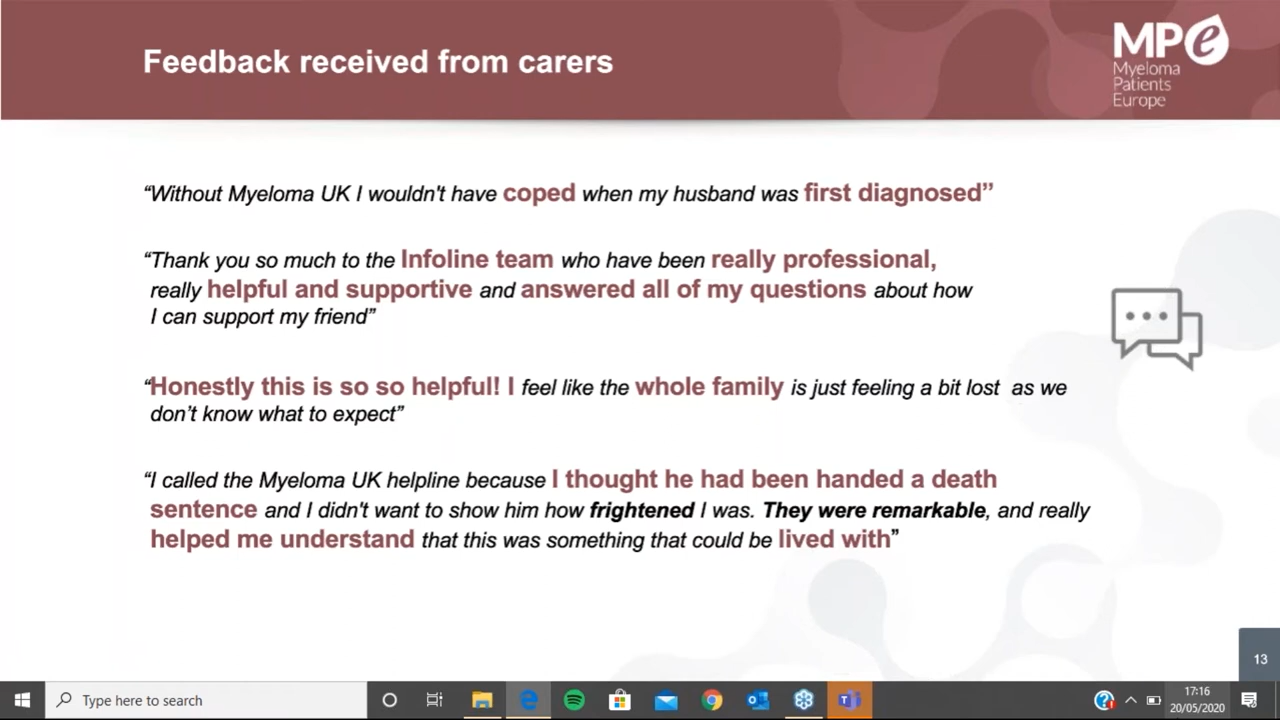 Feedback received from carers
MPe
Myeloma
Patients
Europe
“Without Myeloma UK I wouldn't have coped when my husband was first diagnosed”
“Thank you so much to the Infoline team who have been really professional,
really helpful and supportive and answered all of my questions about how
I can support my friend”
“Honestly this is so so helpful! I feel like the whole family is just feeling a bit lost as we
don’t know what to expect”
“I called the Myeloma UK helpline because I thought he had been handed a death
sentence and I didn't want to show him how frightened I was. They were remarkable, and really
helped me understand that this was something that could be lived with”
13
Type here to search
17:16
20/05/2020